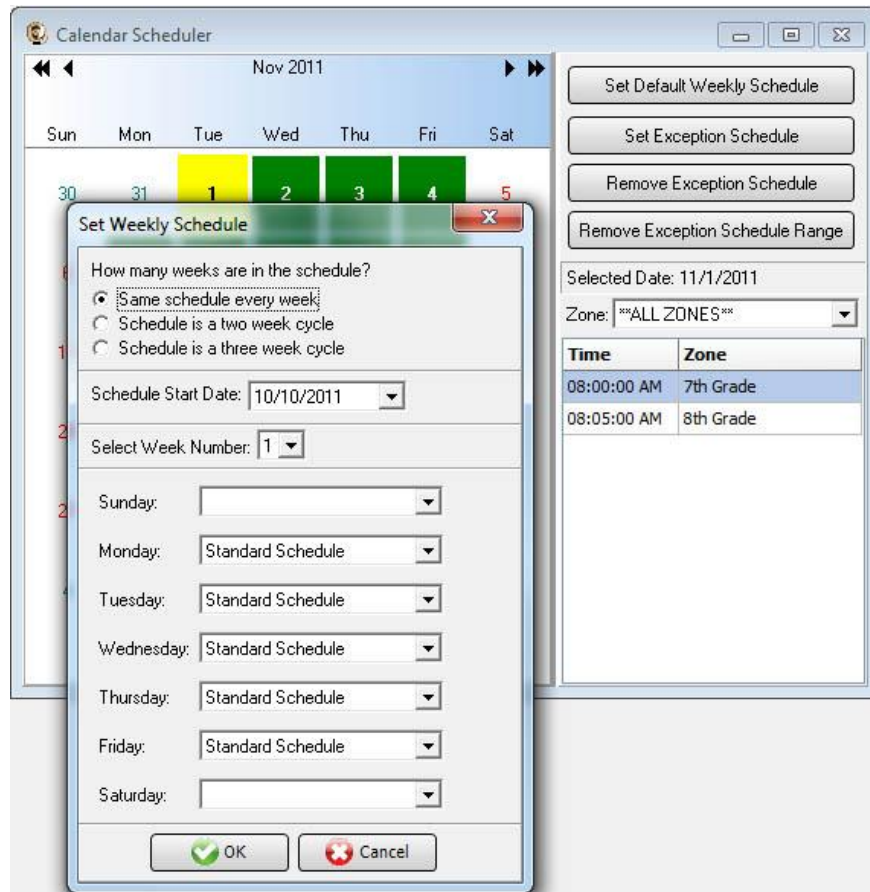 Calendar Scheduler
Nov 2011
Sun Mon Tue Wed Thu Fri Sat
30 31 1 2 3 4 5
Set Default Weekly Schedule
Set Exception Schedule
Remove Exception Schedule
Remove Exception Schedule Range
Selected Date: 11/1/2011
Zone: **ALL ZONES**
Time Zone
08:00:00 AM 7th Grade
08:05:00 AM 8th Grade
Set Weekly Schedule
How many weeks are in the schedule?
Same schedule every week
Schedule is a two week cycle
Schedule is a three week cycle
Schedule Start Date: 10/10/2011
Select Week Number: 1
Sunday:
Monday: Standard Schedule
Tuesday: Standard Schedule
Wednesday: Standard Schedule
Thursday: Standard Schedule
Friday: Standard Schedule
Saturday:
OK Cancel